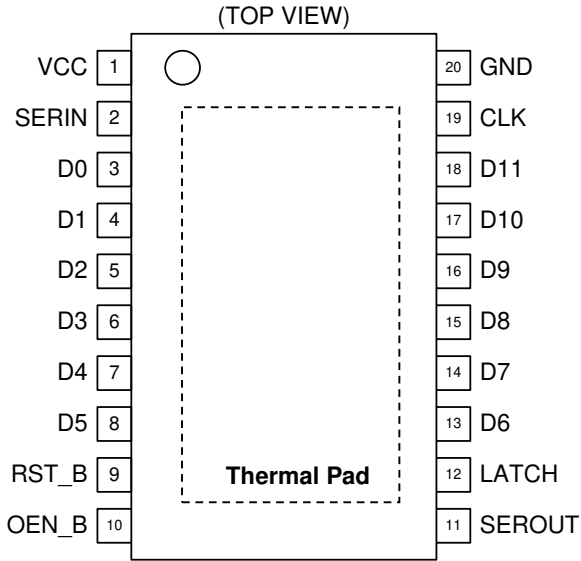 (TOP VIEW)
VCC 1 20 GND
SERIN 2 19 CLK
D0 3 18 D11
D1 4 17 D10
D2 5 16 D9
D3 6 15 D8
D4 7 14 D7
D5 8 13 D6
RST_B 9 Thermal Pad 12 LATCH
OEN_B 10 11 SEROUT